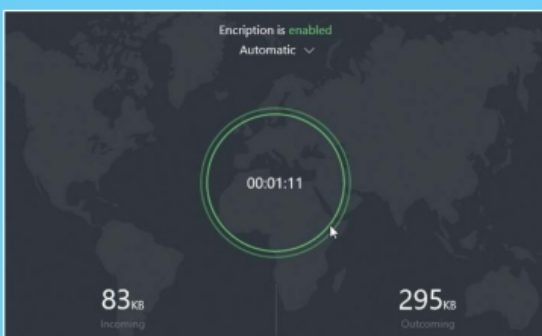 Encription is enabled
Automatic
00:01:11
83KB
295KB
Incoming
Outcoming